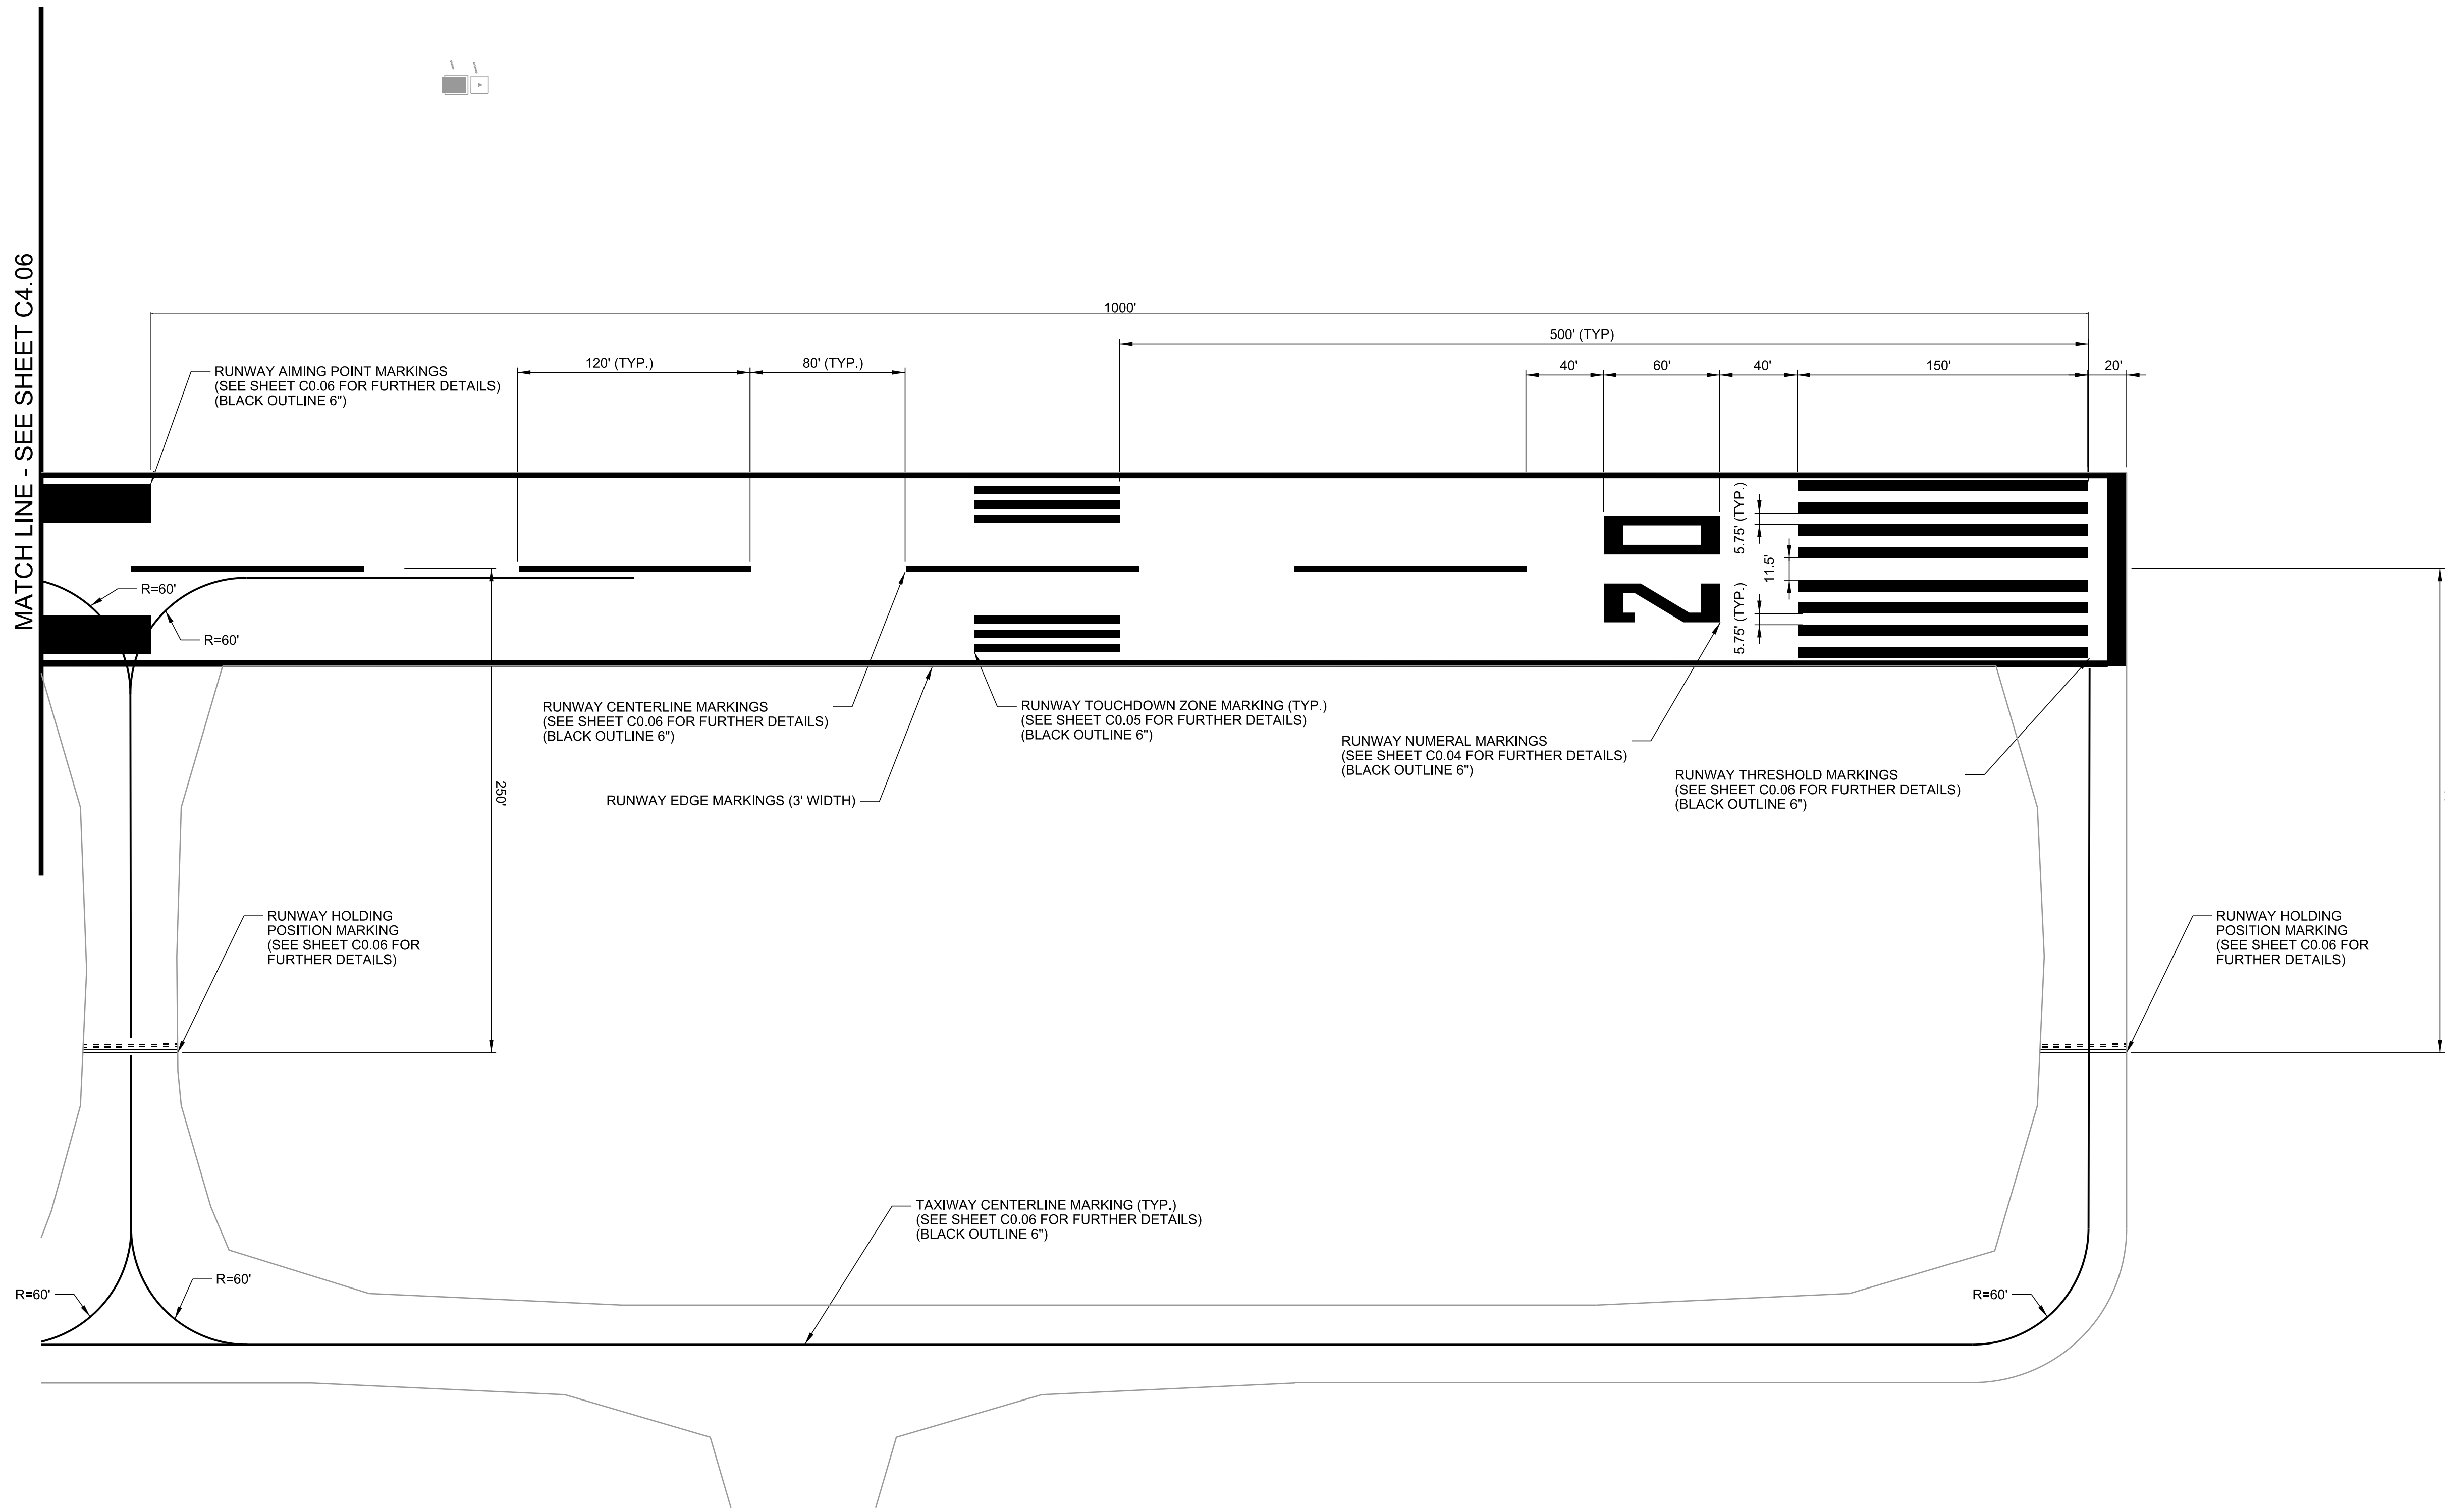 MATCH LINE - SEE SHEET C4.06
1000'
500' (TYP)
120' (TYP.)
80' (TYP.)
40'
60'
40'
150'
20'
RUNWAY AIMING POINT MARKINGS
(SEE SHEET C0.06 FOR FURTHER DETAILS)
(BLACK OUTLINE 6")
5.75' (TYP.)
11.5'
5.75' (TYP.)
20
R=60'
R=60'
RUNWAY CENTERLINE MARKINGS
(SEE SHEET C0.06 FOR FURTHER DETAILS)
(BLACK OUTLINE 6")
RUNWAY TOUCHDOWN ZONE MARKING (TYP.)
(SEE SHEET C0.05 FOR FURTHER DETAILS)
(BLACK OUTLINE 6")
RUNWAY NUMERAL MARKINGS
(SEE SHEET C0.04 FOR FURTHER DETAILS)
(BLACK OUTLINE 6")
RUNWAY THRESHOLD MARKINGS
(SEE SHEET C0.06 FOR FURTHER DETAILS)
(BLACK OUTLINE 6")
250'
RUNWAY EDGE MARKINGS (3' WIDTH)
RUNWAY HOLDING
POSITION MARKING
(SEE SHEET C0.06 FOR
FURTHER DETAILS)
RUNWAY HOLDING
POSITION MARKING
(SEE SHEET C0.06 FOR
FURTHER DETAILS)
TAXIWAY CENTERLINE MARKING (TYP.)
(SEE SHEET C0.06 FOR FURTHER DETAILS)
(BLACK OUTLINE 6")
R=60'
R=60'
R=60'